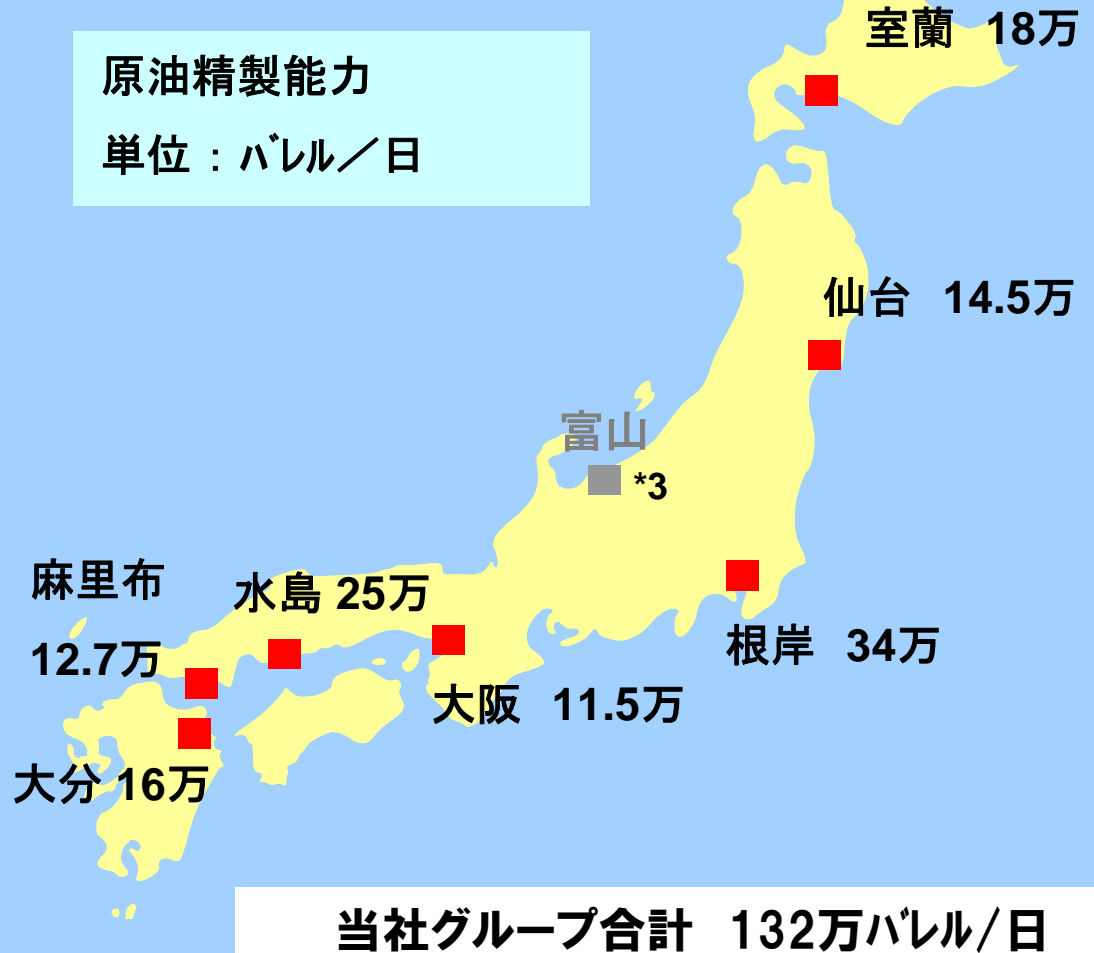 室蘭　18万
原油精製能力
単位：ﾊﾞﾚﾙ／日
仙台　14.5万
富山
*3
麻里布
12.7万
水島 25万
根岸　34万
大阪　11.5万
大分 16万
当社グループ合計　132万ﾊﾞﾚﾙ/日